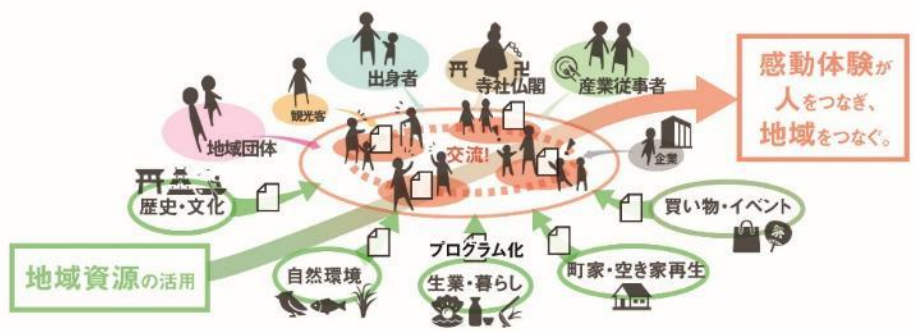 出身者
寺社仏閣
産業従事者
観光客
地域団体
交流!
企業
感動体験が
人をつなぎ、
地域をつなぐ。
歴史・文化
買い物・イベント
祭
プログラム化
自然環境
生業・暮らし
町家・空き家再生
地域資源の活用